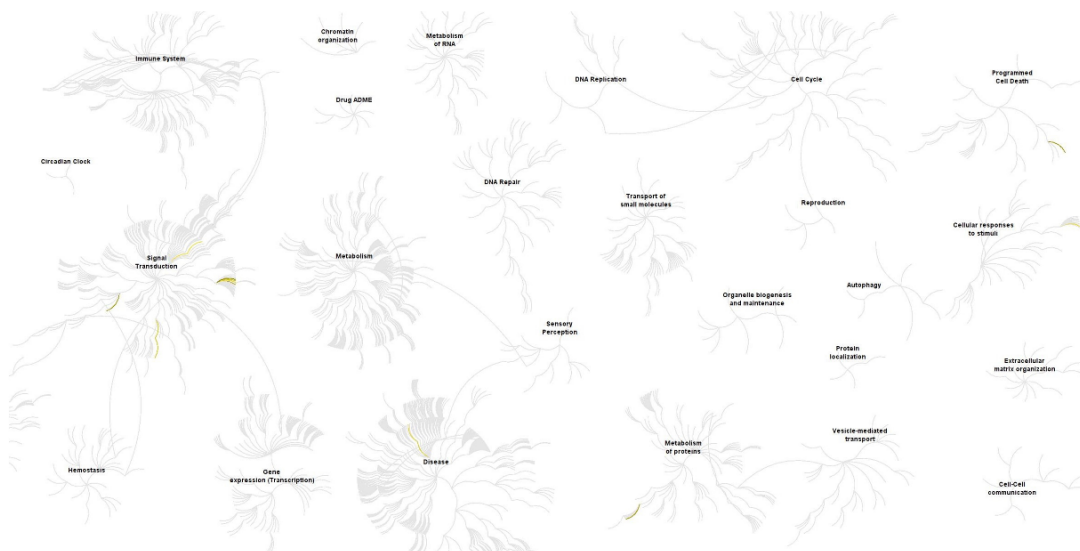 Immune System
Chromatin
organization
Metabolism
of RNA
DNA Replication
Cell Cycle
Programmed
Cell Death
Drug ADME
Circadian Clock
DNA Repair
Transport of
small molecules
Reproduction
Cellular responses
to stimuli
Signal
Transduction
Metabolism
Autophagy
Organelle biogenesis
and maintenance
Sensory
Perception
Protein
localization
Extracellular
matrix organization
Vesicle-mediated
transport
Metabolism
of proteins
Disease
Hemostasis
Gene
expression (Transcription)
Cell-Cell
communication